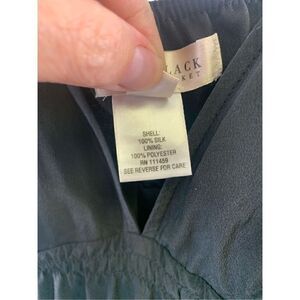 LACK
KET
SHELL:
100% SILK
LINING:
100% POLYESTER
RN 111459
SEE REVERSE FOR CARE